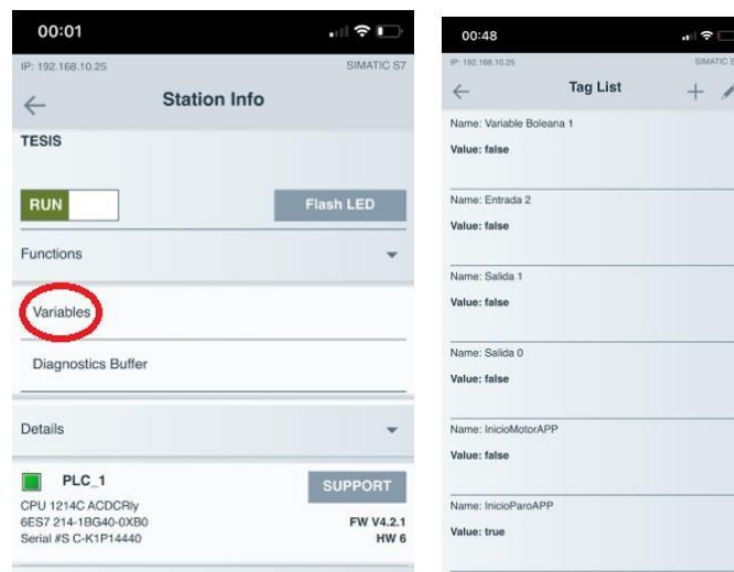 00:01
IP: 192.168.10.25 SIMATIC S7
Station Info
TESIS
RUN Flash LED
Functions
Variables
Diagnostics Buffer
Details
PLC_1 SUPPORT
CPU 1214C ACDCRly
6ES7 214-1BG40-0XB0 FW V4.2.1
Serial #S C-K1P14440 HW 6
00:48
IP: 192.168.10.25 SIMATIC
Tag List
Name: Variable Boleana 1
Value: false
Name: Entrada 2
Value: false
Name: Salida 1
Value: false
Name: Salida 0
Value: false
Name: InicioMotorAPP
Value: false
Name: InicioParoAPP
Value: true